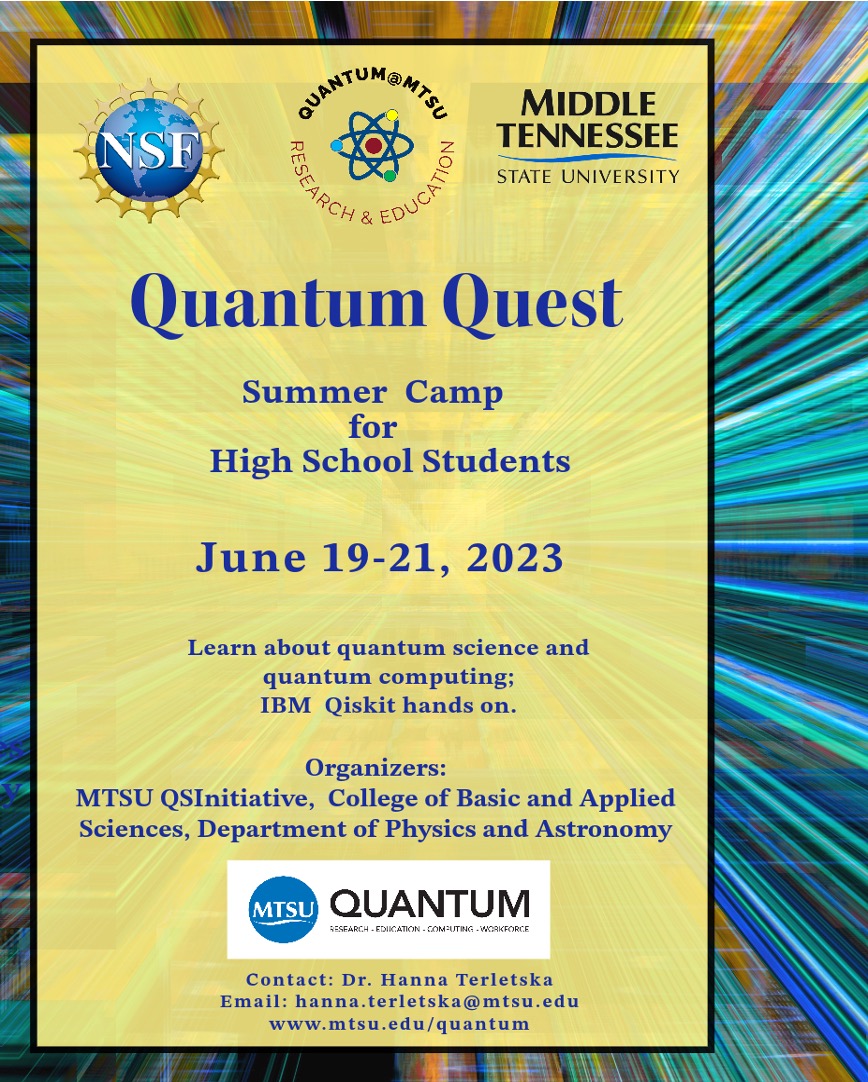 NSF
QUANTUM@MTSU
RESEARCH & EDUCATION
MIDDLE
TENNESSEE
STATE UNIVERSITY
Quantum Quest
Summer Camp
for
High School Students
June 19-21, 2023
Learn about quantum science and
quantum computing;
IBM Qiskit hands on.
Organizers:
MTSU QSInitiative, College of Basic and Applied
Sciences, Department of Physics and Astronomy
MTSU QUANTUM
RESEARCH - EDUCATION - COMPUTING - WORKFORCE
Contact: Dr. Hanna Terletska
Email: hanna.terletska@mtsu.edu
www.mtsu.edu/quantum